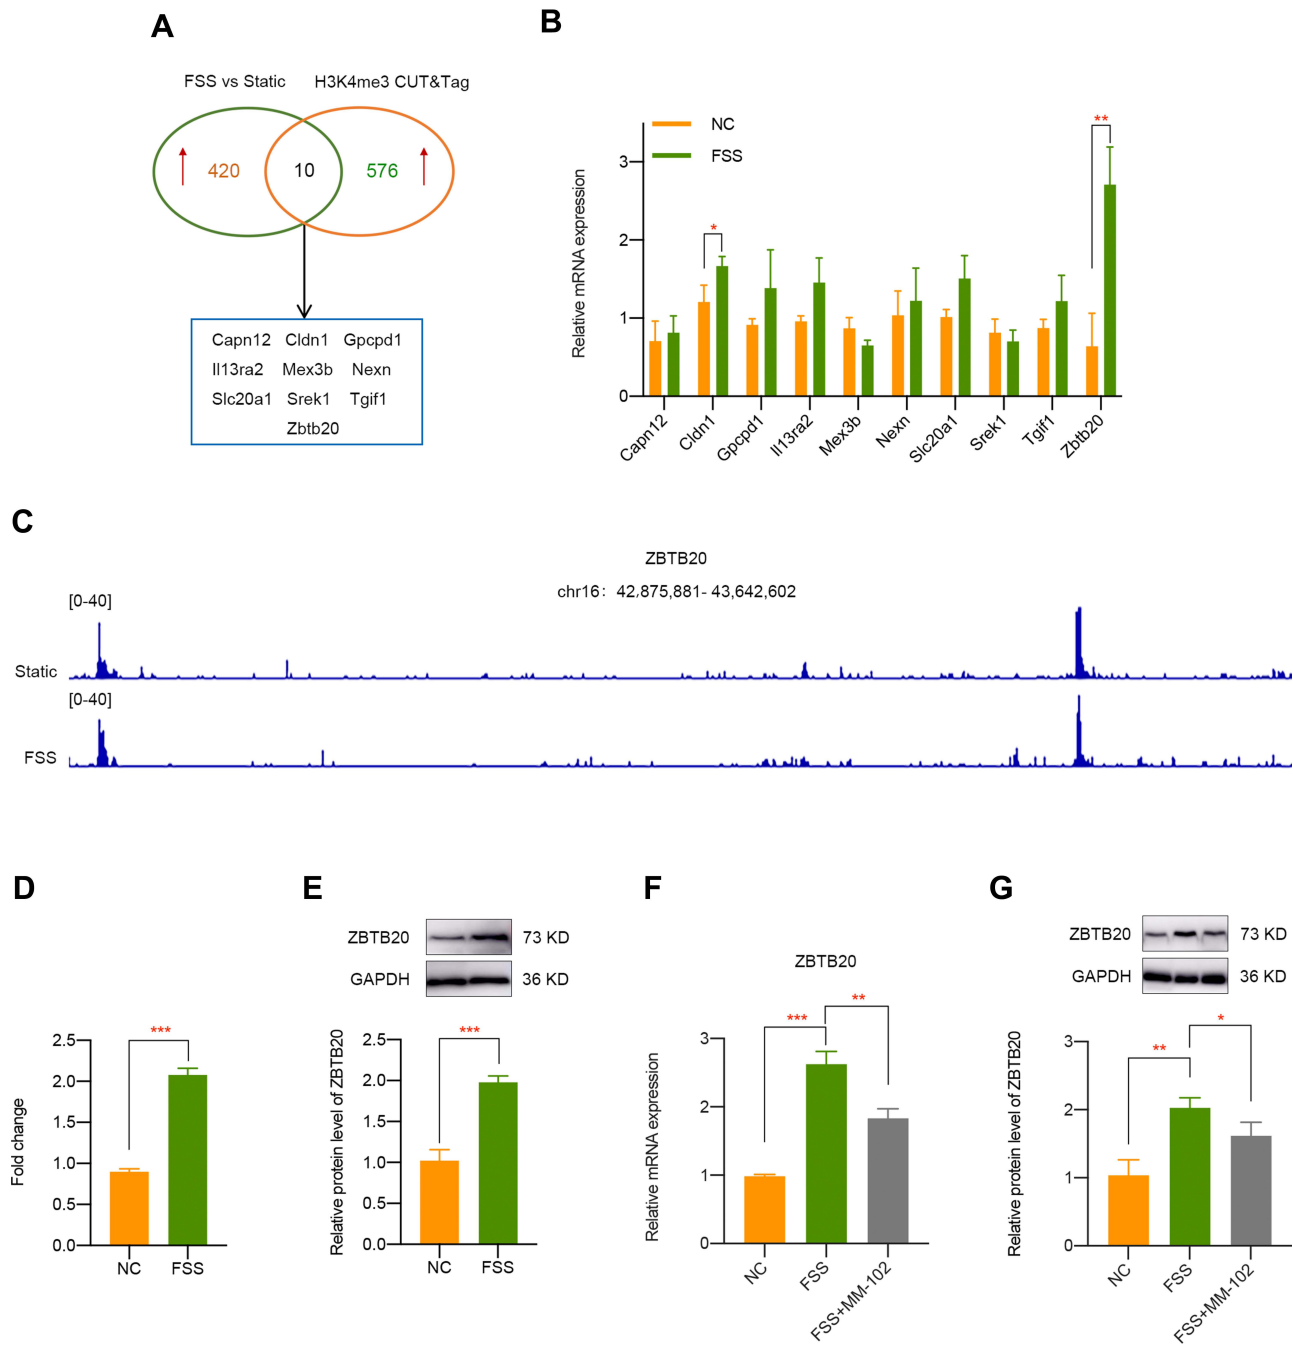 A
FSS vs Static H3K4me3 CUT&Tag
420 10 576
Capn12 Cldn1 Gpcpd1
Il13ra2 Mex3b Nexn
Slc20a1 Srek1 Tgif1
Zbtb20
B
NC
FSS
**
*
Relative mRNA expression
3
2
1
0
Capn12 Cldn1 Gpcpd1 Il13ra2 Mex3b Nexn Slc20a1 Srek1 Tgif1 Zbtb20
C
ZBTB20
chr16: 42,875,881- 43,642,602
[0-40]
Static
[0-40]
FSS
D
***
Fold change
2.5
2.0
1.5
1.0
0.5
0.0
NC FSS
E
ZBTB20 73 KD
GAPDH 36 KD
***
Relative protein level of ZBTB20
2.5
2.0
1.5
1.0
0.5
0.0
NC FSS
F
ZBTB20
**
***
Relative mRNA expression
3
2
1
0
NC FSS FSS+MM-102
G
ZBTB20 73 KD
GAPDH 36 KD
*
**
Relative protein level of ZBTB20
3
2
1
0
NC FSS FSS+MM-102